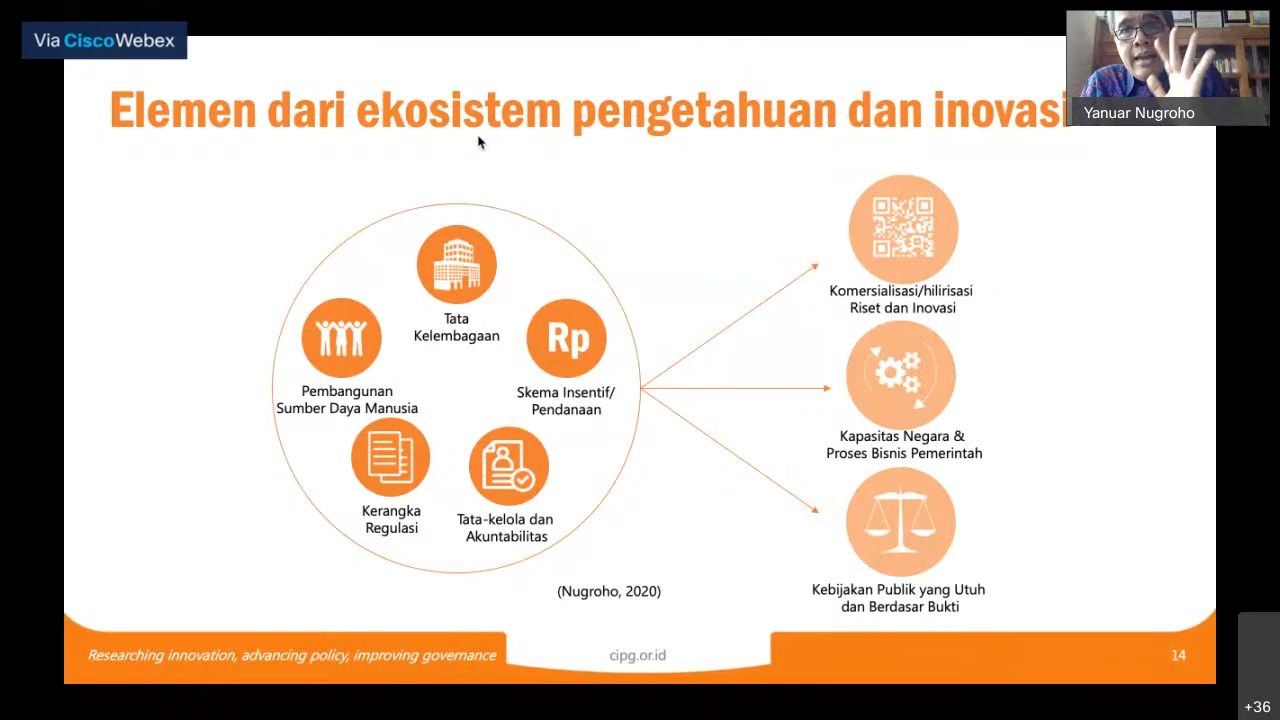 Via CiscoWebex
Elemen dari ekosistem pengetahuan dan inovasi
Yanuar Nugroho
Tata
Kelembagaan
Pembangunan
Sumber Daya Manusia
Rp
Skema Insentif/
Pendanaan
Kerangka
Regulasi
Tata-kelola dan
Akuntabilitas
(Nugroho, 2020)
Komersialisasi/hilirisasi
Riset dan Inovasi
Kapasitas Negara &
Proses Bisnis Pemerintah
Kebijakan Publik yang Utuh
dan Berdasar Bukti
Researching innovation, advancing policy, improving governance
cipg.or.id
14
+36